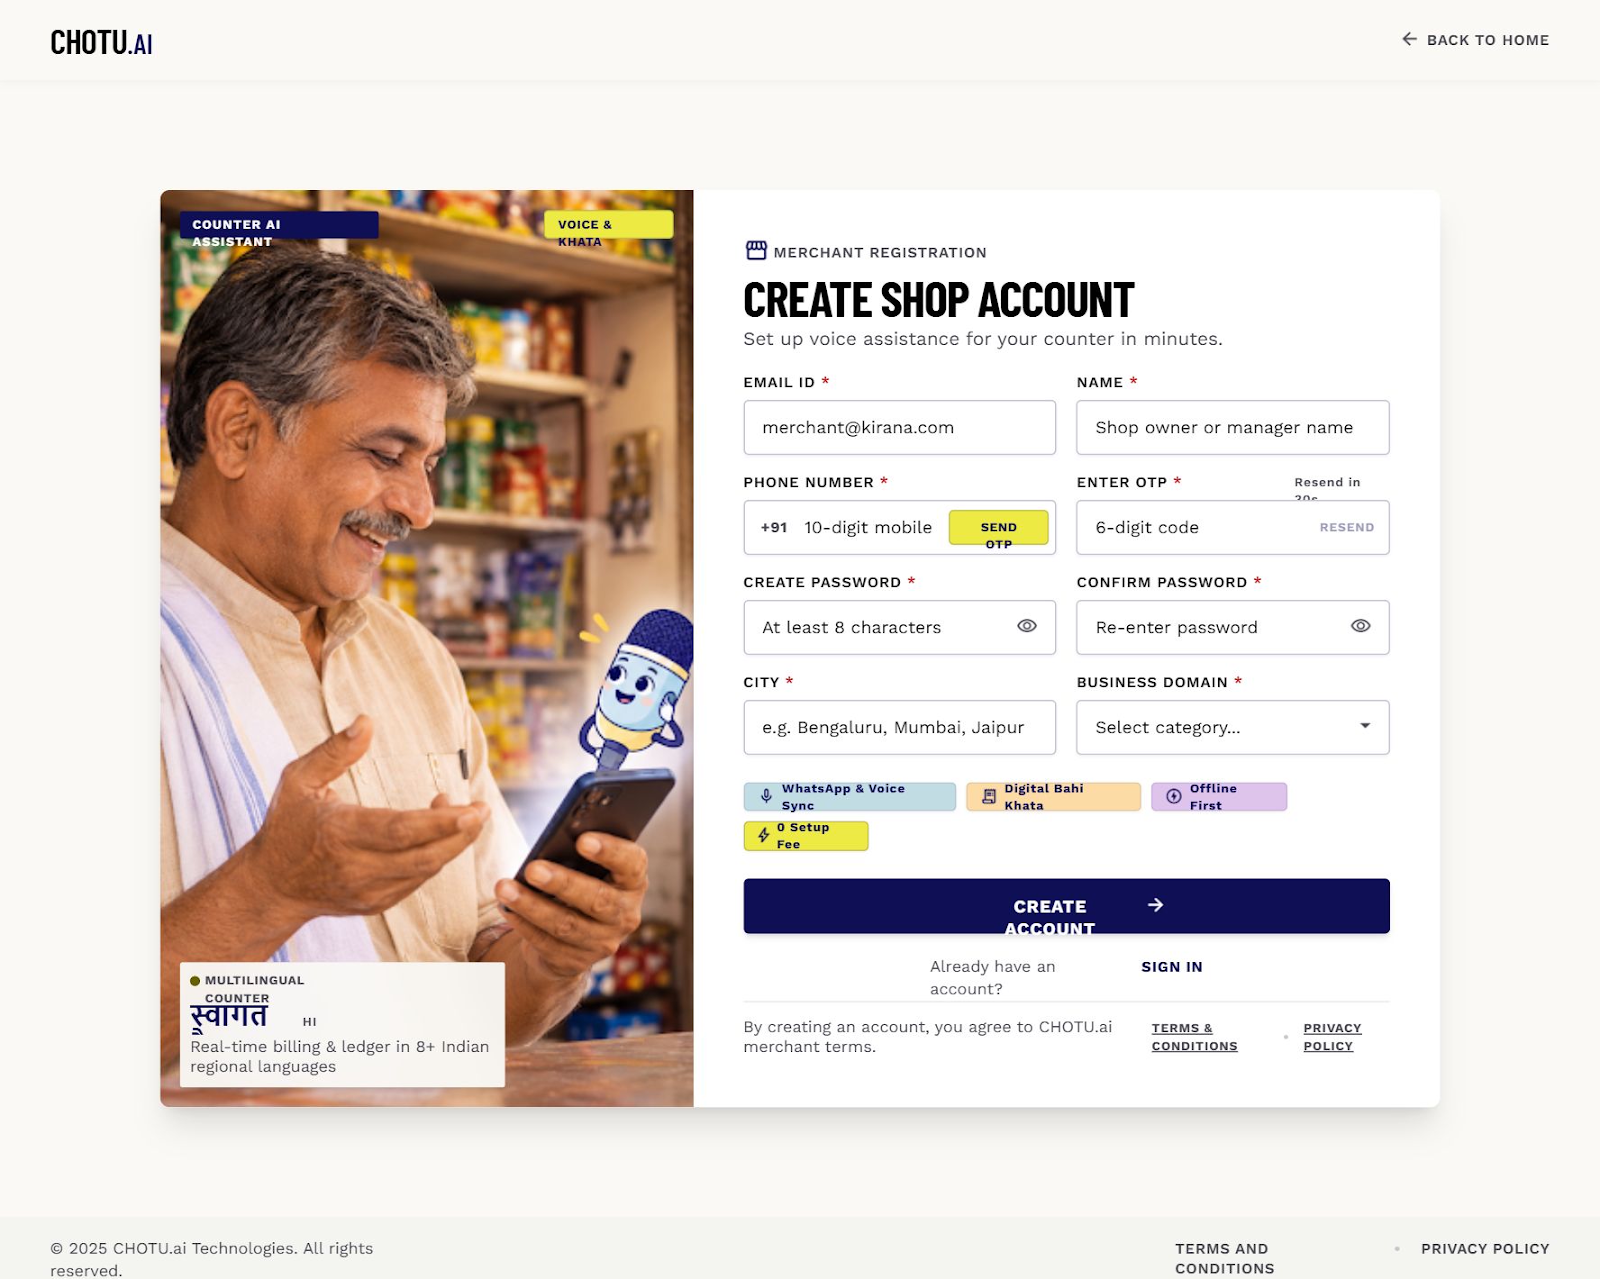 CHOTU.AI
BACK TO HOME
COUNTER AI
ASSISTANT
VOICE &
KHATA
MULTILINGUAL
COUNTER
स्वागत
HI
Real-time billing & ledger in 8+ Indian
regional languages
MERCHANT REGISTRATION
CREATE SHOP ACCOUNT
Set up voice assistance for your counter in minutes.
EMAIL ID *
NAME *
merchant@kirana.com
Shop owner or manager name
PHONE NUMBER *
ENTER OTP *
Resend in
+91 10-digit mobile
SEND
OTP
6-digit code
RESEND
CREATE PASSWORD *
CONFIRM PASSWORD *
At least 8 characters
Re-enter password
CITY *
BUSINESS DOMAIN *
e.g. Bengaluru, Mumbai, Jaipur
Select category...
WhatsApp & Voice
Sync
Digital Bahi
Khata
Offline
First
0 Setup
Fee
CREATE
ACCOUNT
Already have an
account?
SIGN IN
By creating an account, you agree to CHOTU.ai
merchant terms.
TERMS &
CONDITIONS
•
PRIVACY
POLICY
© 2025 CHOTU.ai Technologies. All rights
reserved.
TERMS AND
CONDITIONS
•
PRIVACY POLICY